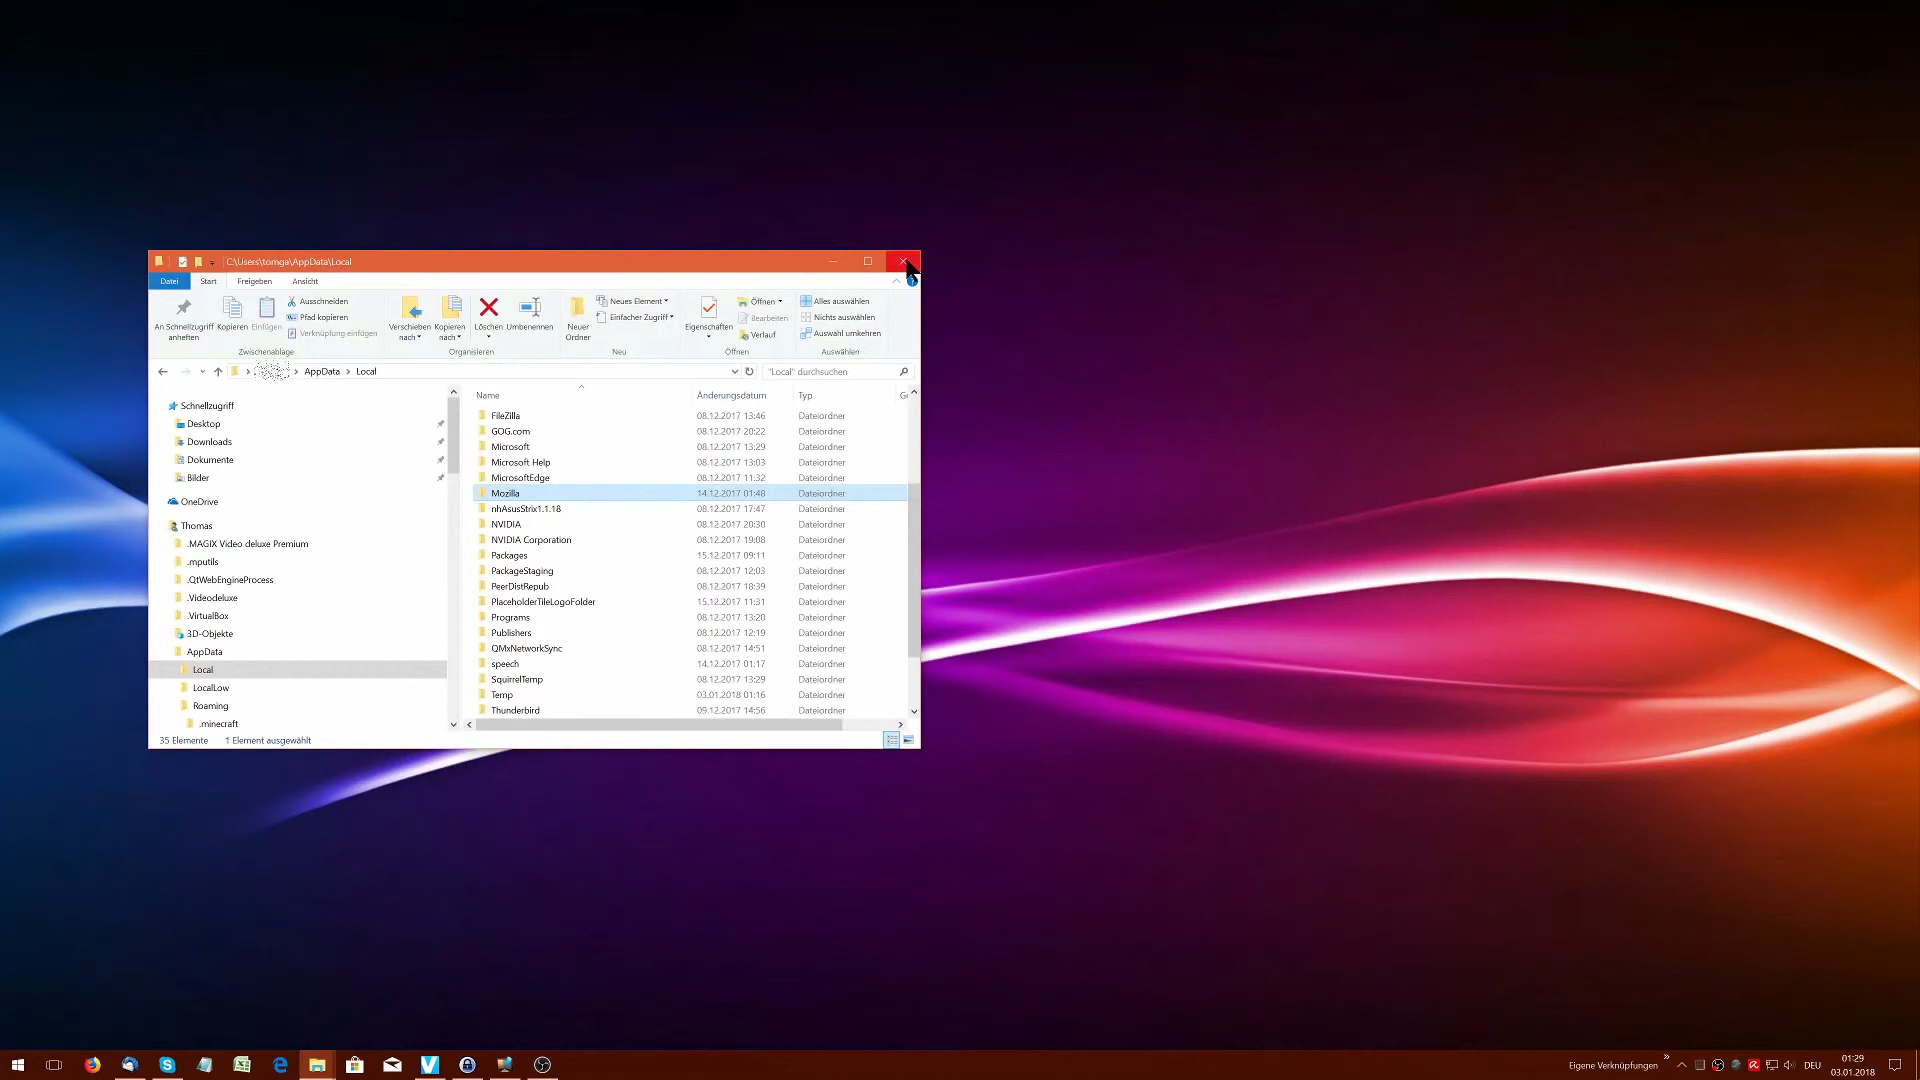 C:\Users\tomga\AppData\Local
Datei Start Freigeben Ansicht
An Schnellzugriff anheften
Kopieren
Einfügen
Ausschneiden
Pfad kopieren
Verknüpfung einfügen
Zwischenablage
Verschieben nach
Kopieren nach
Löschen
Umbenennen
Organisieren
Neuer Ordner
Neues Element
Einfacher Zugriff
Neu
Eigenschaften
Öffnen
Bearbeiten
Verlauf
Öffnen
Alles auswählen
Nichts auswählen
Auswahl umkehren
Auswählen
AppData > Local
"Local" durchsuchen
Schnellzugriff
Desktop
Downloads
Dokumente
Bilder
OneDrive
Thomas
.MAGIX Video deluxe Premium
.mputils
.QtWebEngineProcess
.Videodeluxe
.VirtualBox
3D-Objekte
AppData
Local
LocalLow
Roaming
.minecraft
Name Änderungsdatum Typ
FileZilla 08.12.2017 13:46 Dateiordner
GOG.com 08.12.2017 20:22 Dateiordner
Microsoft 08.12.2017 13:29 Dateiordner
Microsoft Help 08.12.2017 13:03 Dateiordner
MicrosoftEdge 08.12.2017 11:32 Dateiordner
Mozilla 14.12.2017 01:48 Dateiordner
nhAsusStrix1.1.18 08.12.2017 17:47 Dateiordner
NVIDIA 08.12.2017 20:30 Dateiordner
NVIDIA Corporation 08.12.2017 19:08 Dateiordner
Packages 15.12.2017 09:11 Dateiordner
PackageStaging 08.12.2017 12:03 Dateiordner
PeerDistRepub 08.12.2017 18:39 Dateiordner
PlaceholderTileLogoFolder 15.12.2017 11:31 Dateiordner
Programs 08.12.2017 13:20 Dateiordner
Publishers 08.12.2017 12:19 Dateiordner
QMxNetworkSync 08.12.2017 14:51 Dateiordner
speech 14.12.2017 01:17 Dateiordner
SquirrelTemp 08.12.2017 13:29 Dateiordner
Temp 03.01.2018 01:16 Dateiordner
Thunderbird 09.12.2017 14:56 Dateiordner
35 Elemente 1 Element ausgewählt
Eigene Verknüpfungen
DEU
01:29
03.01.2018